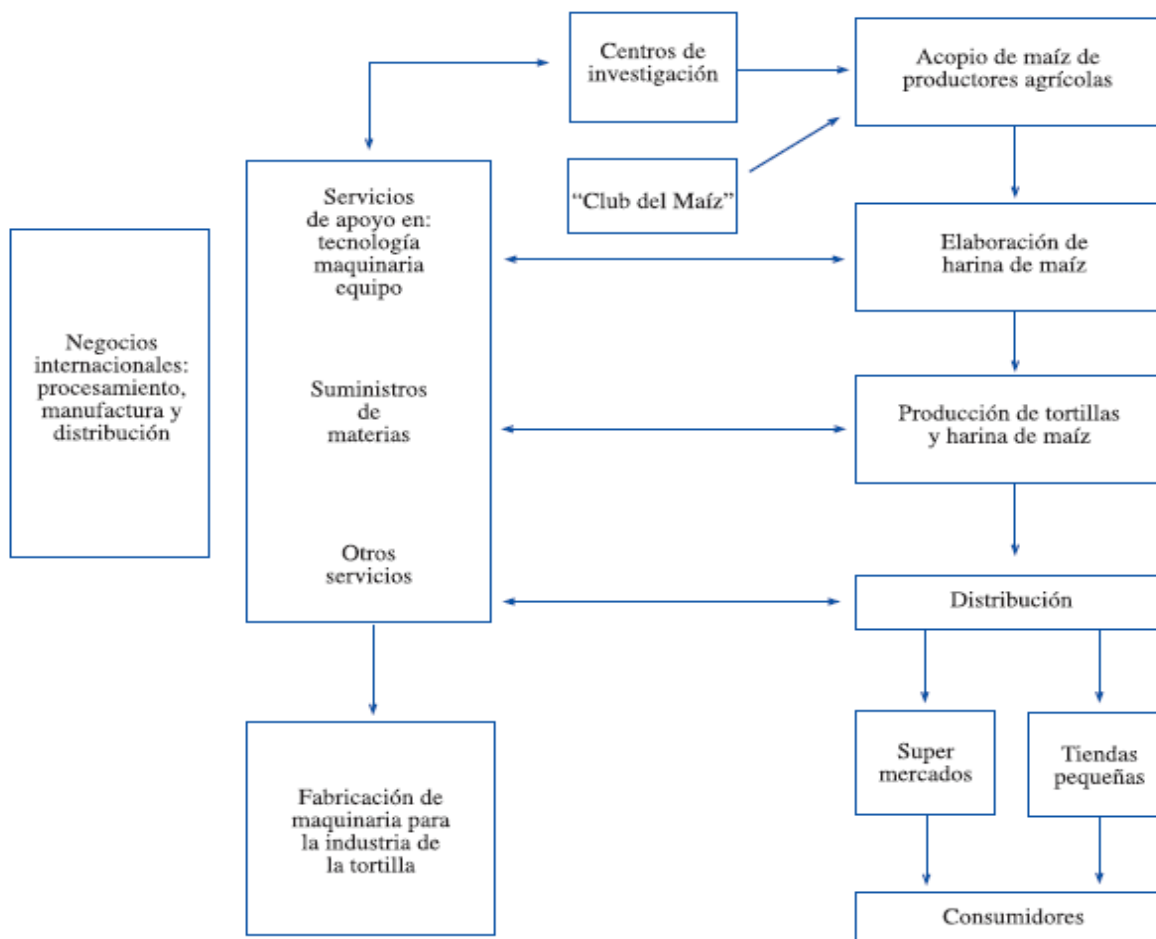 Centros de
investigación
Acopio de maíz de
productores agrícolas
“Club del Maíz”
Servicios
de apoyo en:
tecnología
maquinaria
equipo
Elaboración de
harina de maíz
Negocios
internacionales:
procesamiento,
manufactura y
distribución
Suministros
de
materias
Producción de tortillas
y harina de maíz
Otros
servicios
Distribución
Super
mercados
Tiendas
pequeñas
Fabricación de
maquinaria para
la industria de
la tortilla
Consumidores